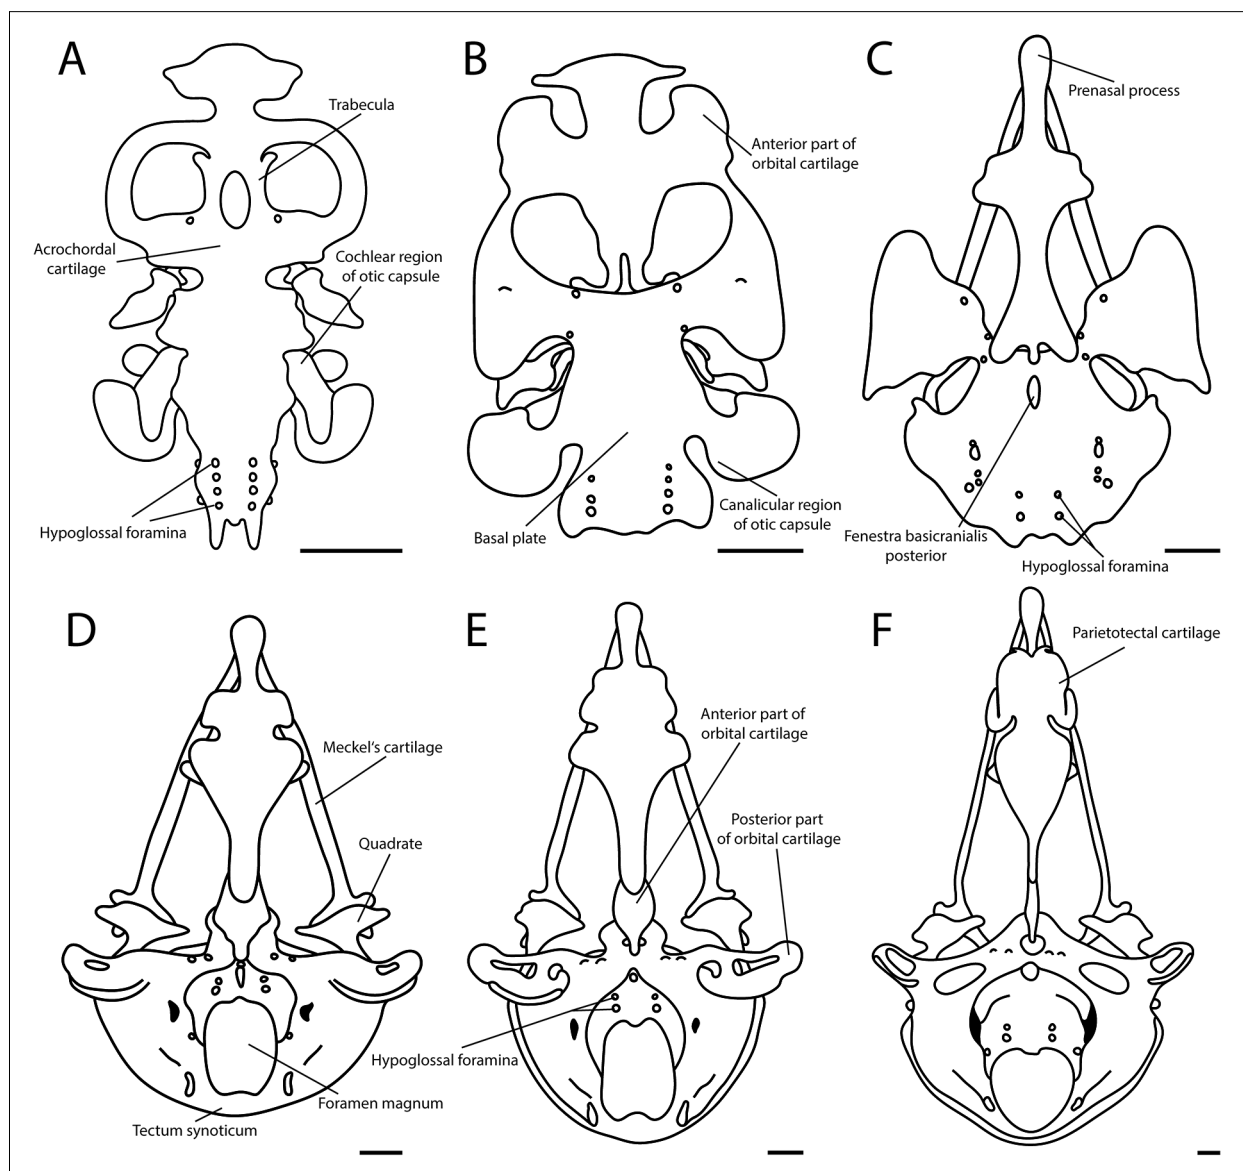 A
Trabecula
Acrochordal
cartilage
Cochlear region
of otic capsule
Hypoglossal foramina
B
Anterior part of
orbital cartilage
Basal plate
Canalicular region
of otic capsule
C
Prenasal process
Fenestra basicranialis
posterior
Hypoglossal foramina
D
Meckel's cartilage
Quadrate
Foramen magnum
Tectum synoticum
E
Anterior part of
orbital cartilage
Posterior part
of orbital cartilage
Hypoglossal foramina
F
Parietotectal cartilage